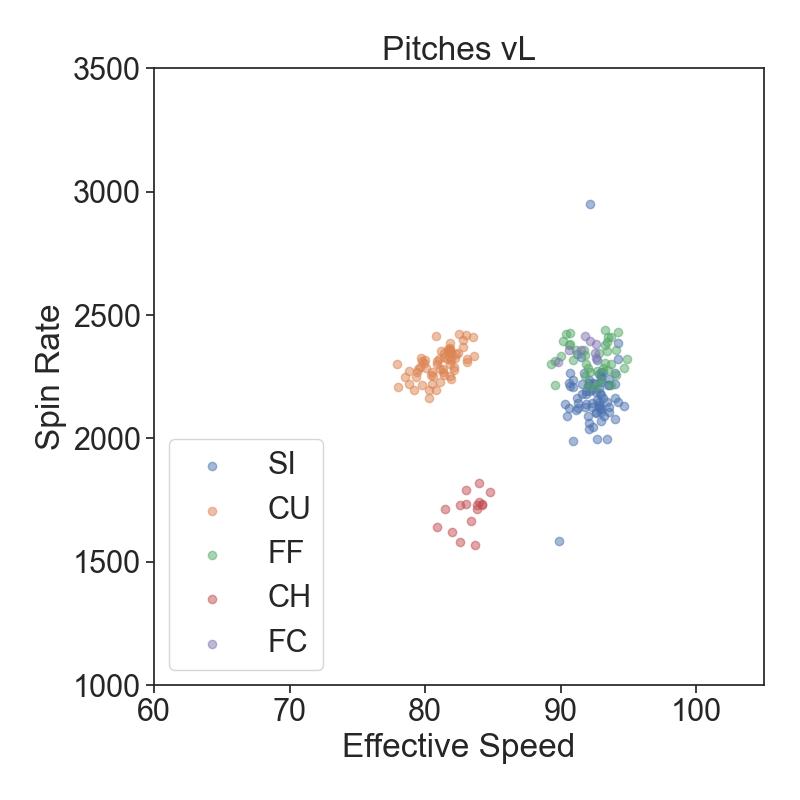 Pitches vL
3500
3000
2500
2000
1500
1000
Spin Rate
SI
CU
FF
CH
FC
60 70 80 90 100
Effective Speed